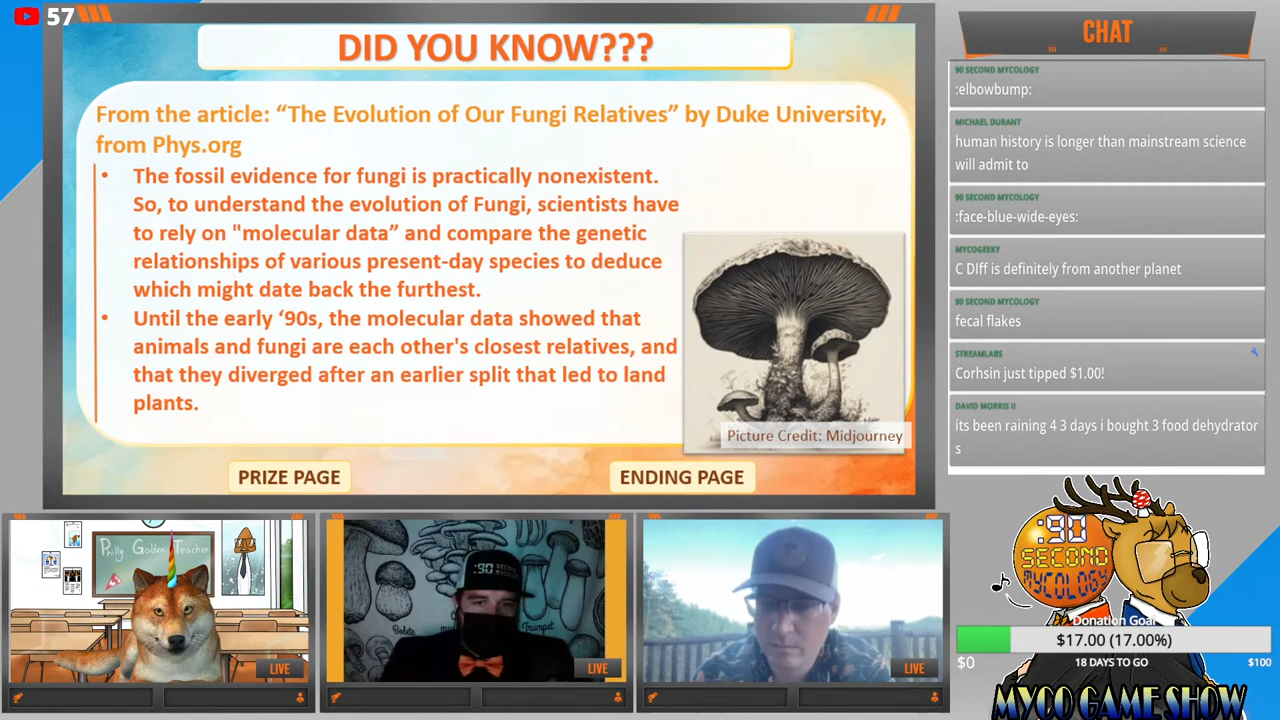 57
DID YOU KNOW???
From the article: “The Evolution of Our Fungi Relatives” by Duke University,
from Phys.org
• The fossil evidence for fungi is practically nonexistent.
So, to understand the evolution of Fungi, scientists have
to rely on "molecular data” and compare the genetic
relationships of various present-day species to deduce
which might date back the furthest.
• Until the early ‘90s, the molecular data showed that
animals and fungi are each other's closest relatives, and
that they diverged after an earlier split that led to land
plants.
Picture Credit: Midjourney
PRIZE PAGE
ENDING PAGE
CHAT
90 SECOND MYCOLOGY
:elbowbump:
MICHAEL DURANT
human history is longer than mainstream science
will admit to
90 SECOND MYCOLOGY
:face-blue-wide-eyes:
MYCOGEEKY
C DIff is definitely from another planet
90 SECOND MYCOLOGY
fecal flakes
STREAMLABS
Corhsin just tipped $1.00!
DAVID MORRIS II
its been raining 4 3 days i bought 3 food dehydrator
s
Philly Golden Teacher
LIVE
:90
SECOND
MYCOLOGY
Bolete
Trumpet
LIVE
LIVE
:90
SECOND
MYCOLOGY
Donation Goal
$17.00 (17.00%)
$0
18 DAYS TO GO
$100
MYCO GAME SHOW